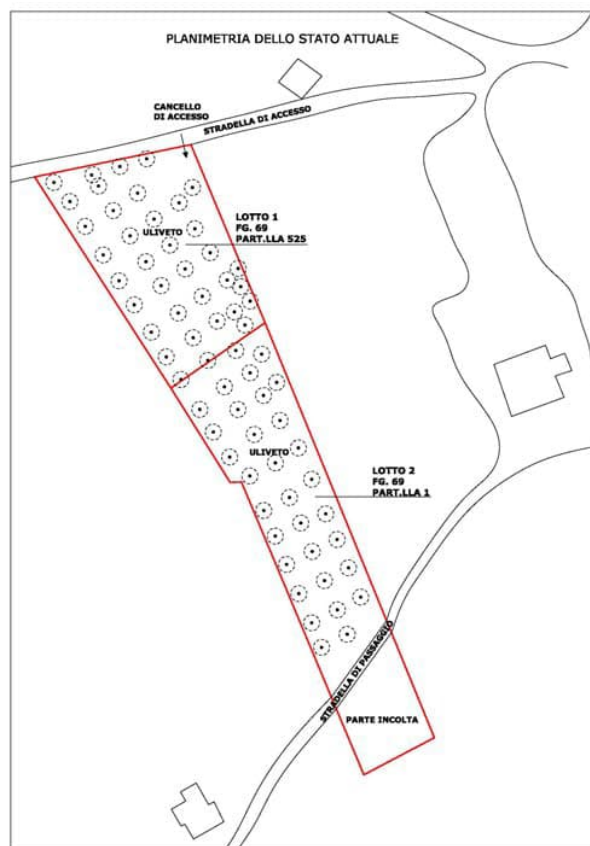 PLANIMETRIA DELLO STATO ATTUALE
CANCELLO
DI ACCESSO
STRADELLA DI ACCESSO
LOTTO 1
FG. 69
PART.LLA 525
ULIVETO
ULIVETO
LOTTO 2
FG. 69
PART.LLA 1
STRADELLA DI PASSAGGIO
PARTE INCOLTA